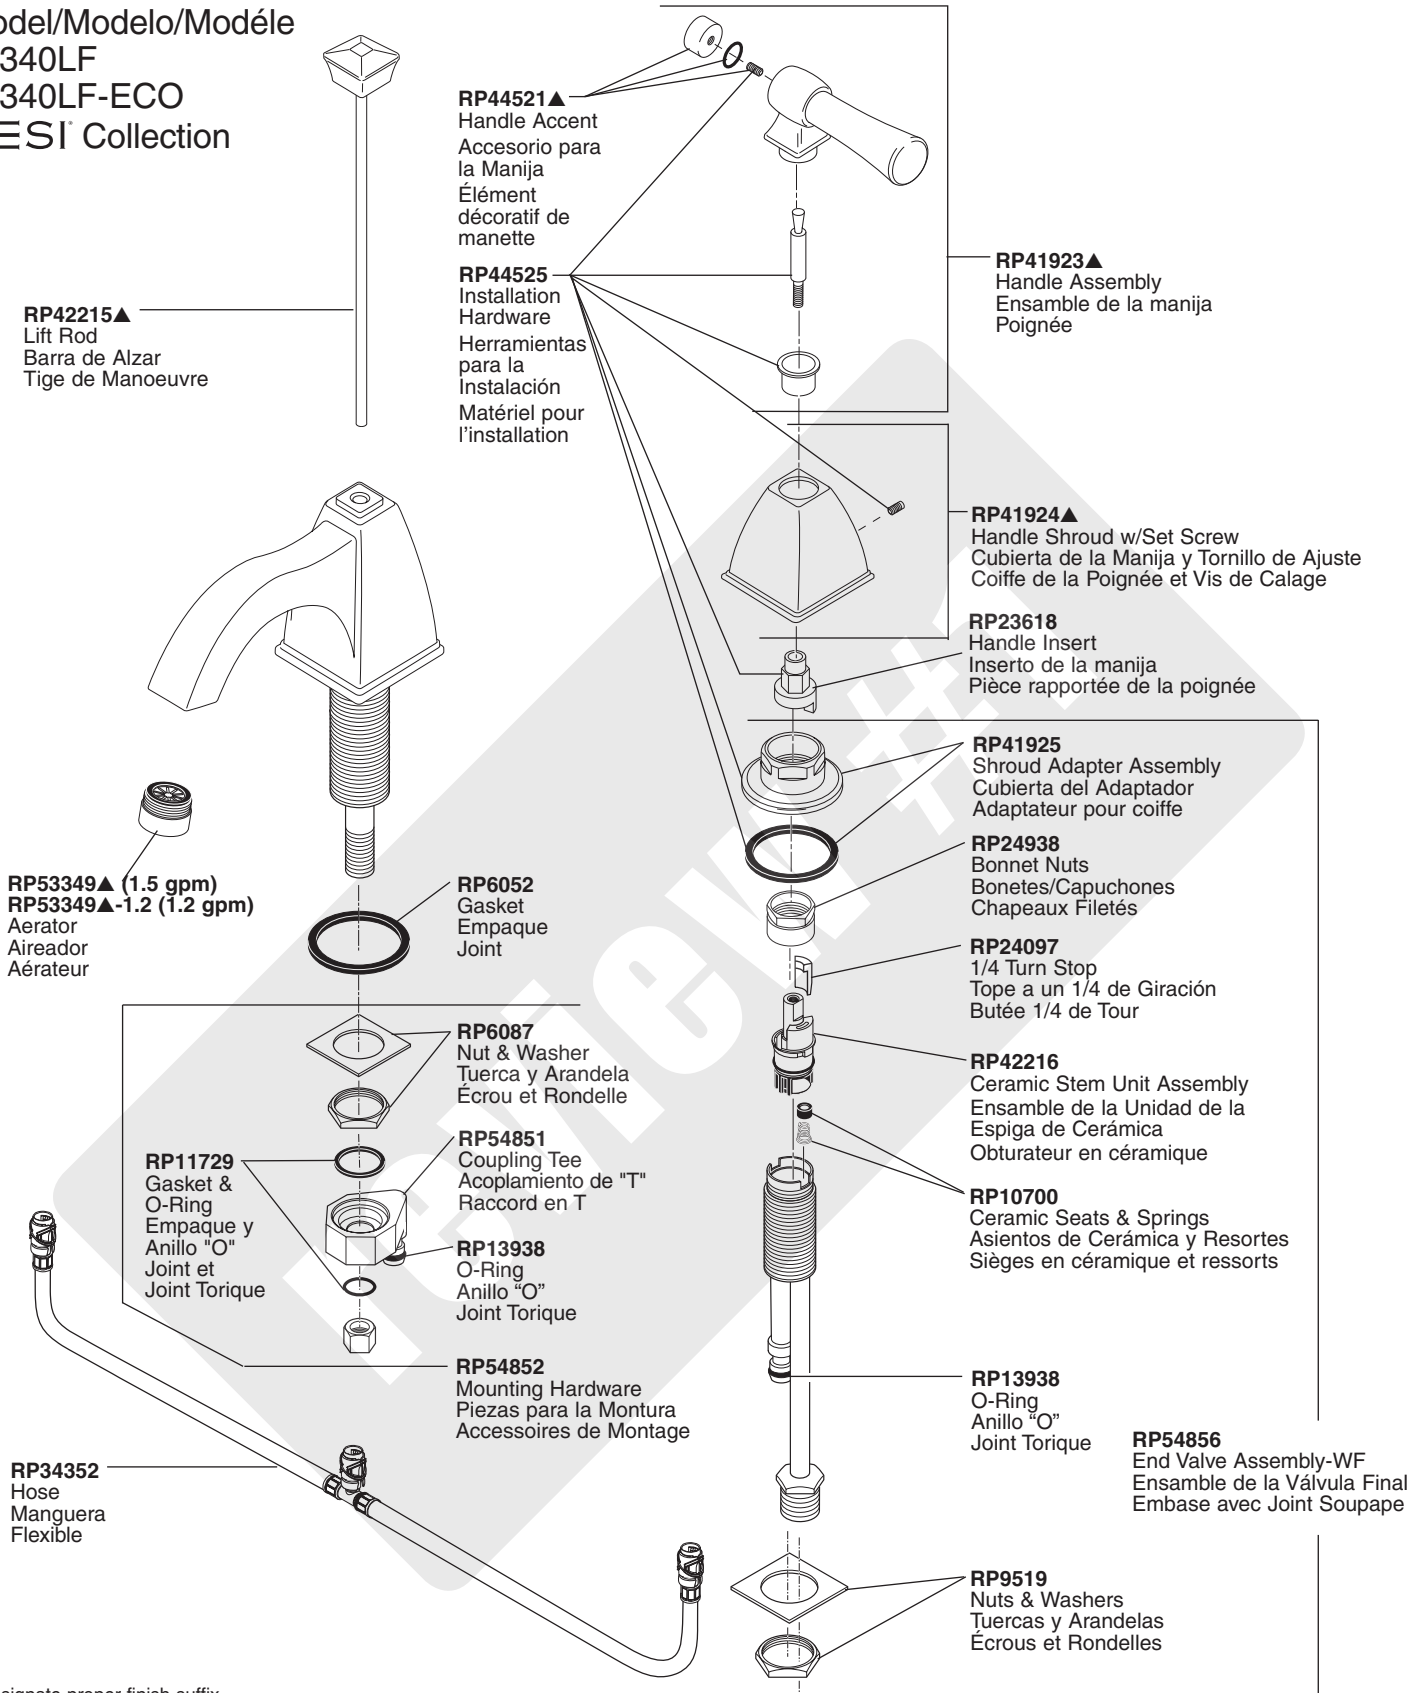 odel/Modelo/Modéle
340LF
340LF-ECO
ESI® Collection
RP42215▲
Lift Rod
Barra de Alzar
Tige de Manoeuvre
RP44521▲
Handle Accent
Accesorio para
la Manija
Élément
décoratif de
manette
RP44525
Installation
Hardware
Herramientas
para la
Instalación
Matériel pour
l'installation
RP41923▲
Handle Assembly
Ensamble de la manija
Poignée
RP41924▲
Handle Shroud w/Set Screw
Cubierta de la Manija y Tornillo de Ajuste
Coiffe de la Poignée et Vis de Calage
RP23618
Handle Insert
Inserto de la manija
Pièce rapportée de la poignée
RP41925
Shroud Adapter Assembly
Cubierta del Adaptador
Adaptateur pour coiffe
RP24938
Bonnet Nuts
Bonetes/Capuchones
Chapeaux Filetés
RP24097
1/4 Turn Stop
Tope a un 1/4 de Giración
Butée 1/4 de Tour
RP42216
Ceramic Stem Unit Assembly
Ensamble de la Unidad de la
Espiga de Cerámica
Obturateur en céramique
RP10700
Ceramic Seats & Springs
Asientos de Cerámica y Resortes
Sièges en céramique et ressorts
RP13938
O-Ring
Anillo “O”
Joint Torique
RP54856
End Valve Assembly-WF
Ensamble de la Válvula Final
Embase avec Joint Soupape
RP9519
Nuts & Washers
Tuercas y Arandelas
Écrous et Rondelles
RP53349▲ (1.5 gpm)
RP53349▲-1.2 (1.2 gpm)
Aerator
Aireador
Aérateur
RP6052
Gasket
Empaque
Joint
RP6087
Nut & Washer
Tuerca y Arandela
Écrou et Rondelle
RP54851
Coupling Tee
Acoplamiento de "T"
Raccord en T
RP11729
Gasket &
O-Ring
Empaque y
Anillo "O"
Joint et
Joint Torique
RP13938
O-Ring
Anillo “O”
Joint Torique
RP54852
Mounting Hardware
Piezas para la Montura
Accessoires de Montage
RP34352
Hose
Manguera
Flexible
review #1